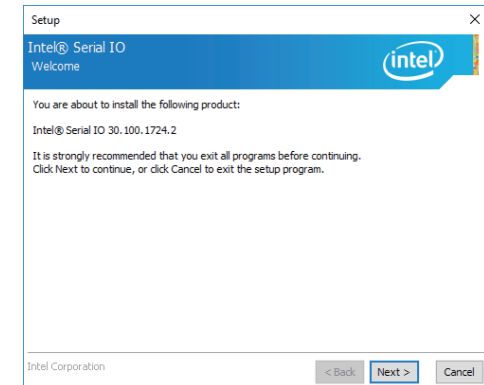 Setup
Intel® Serial IO
Welcome
intel
You are about to install the following product:
Intel® Serial IO 30.100.1724.2
It is strongly recommended that you exit all programs before continuing.
Click Next to continue, or click Cancel to exit the setup program.
Intel Corporation
< Back Next > Cancel